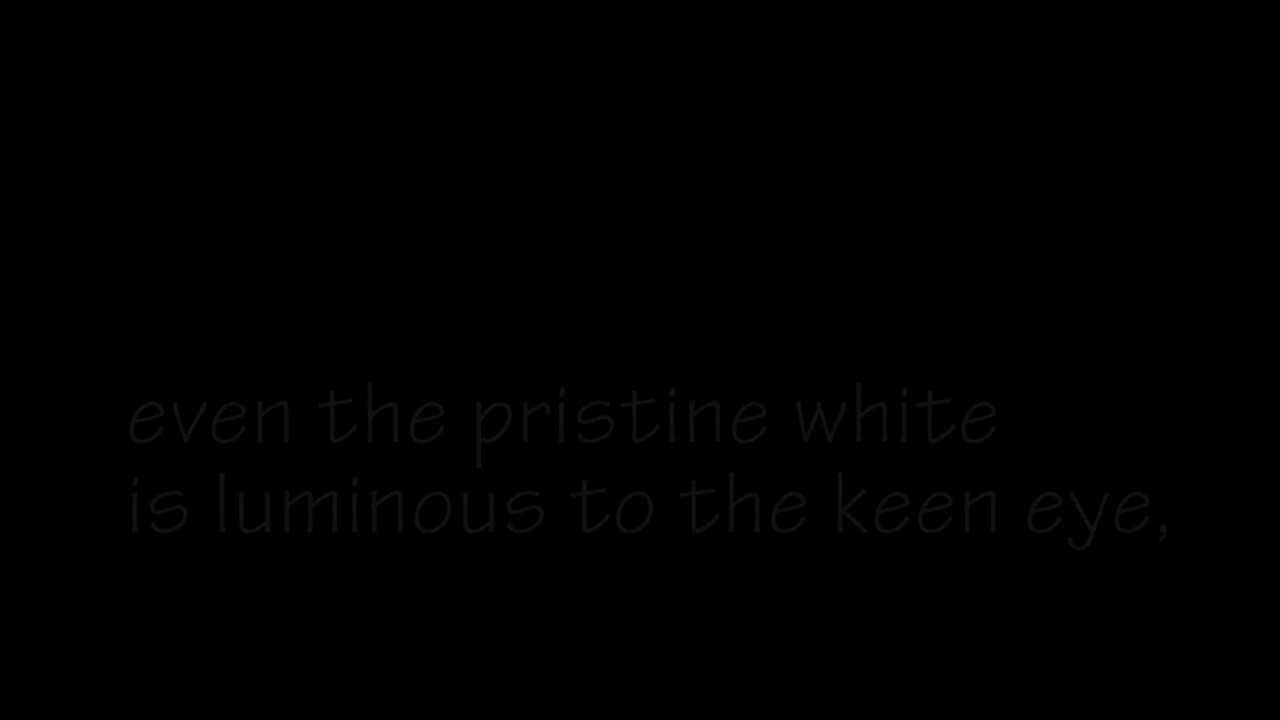 even the pristine white
is luminous to the keen eye,